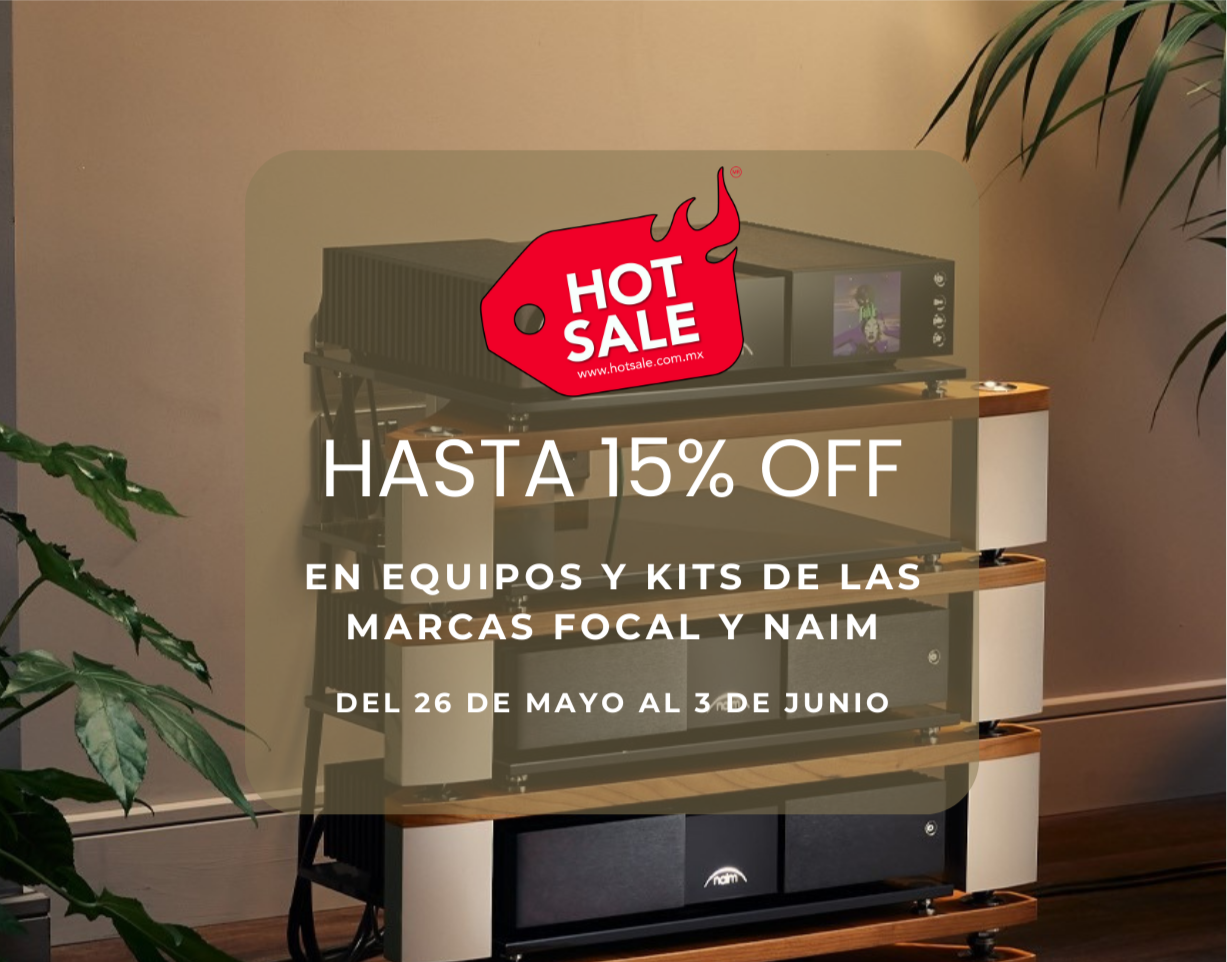 HOT
SALE
www.hotsale.com.mx
HASTA 15% OFF
EN EQUIPOS Y KITS DE LAS
MARCAS FOCAL Y NAIM
DEL 26 DE MAYO AL 3 DE JUNIO
naim
naim